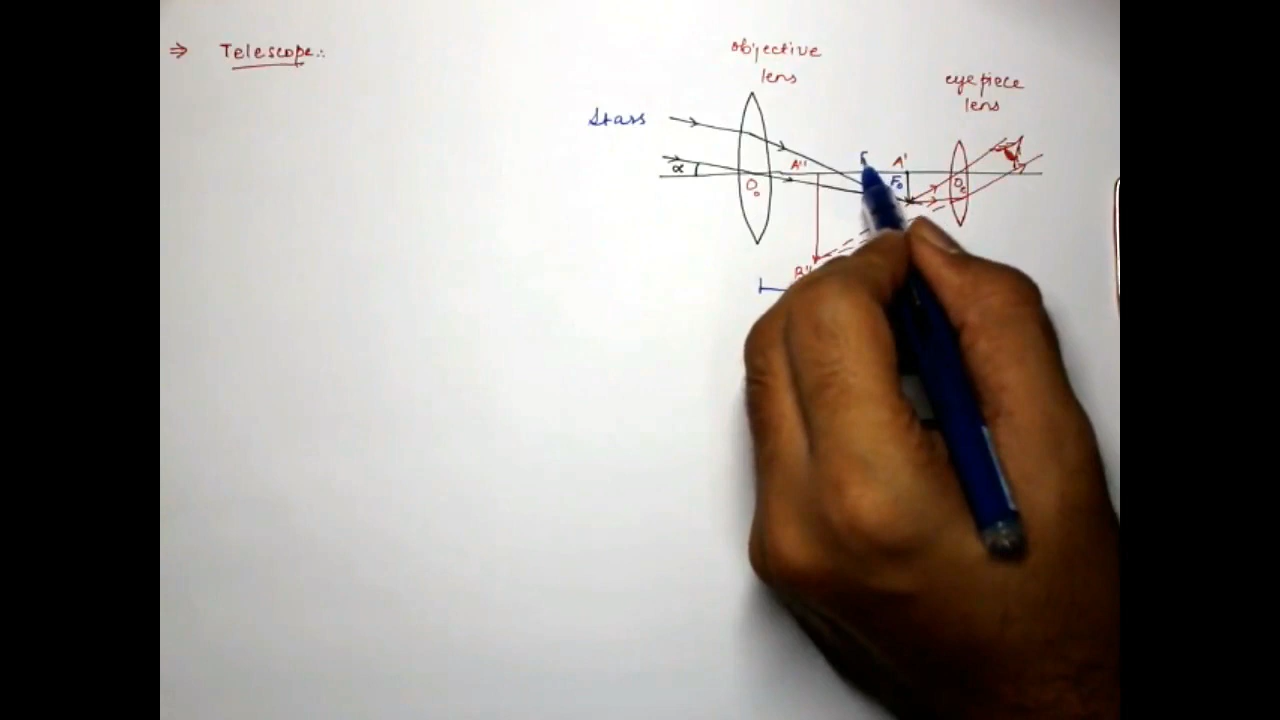 ⇒ Telescope:.
objective
lens
eyepiece
lens
Stars
α
A''
A'
O₀
F₀
Oₑ
B''